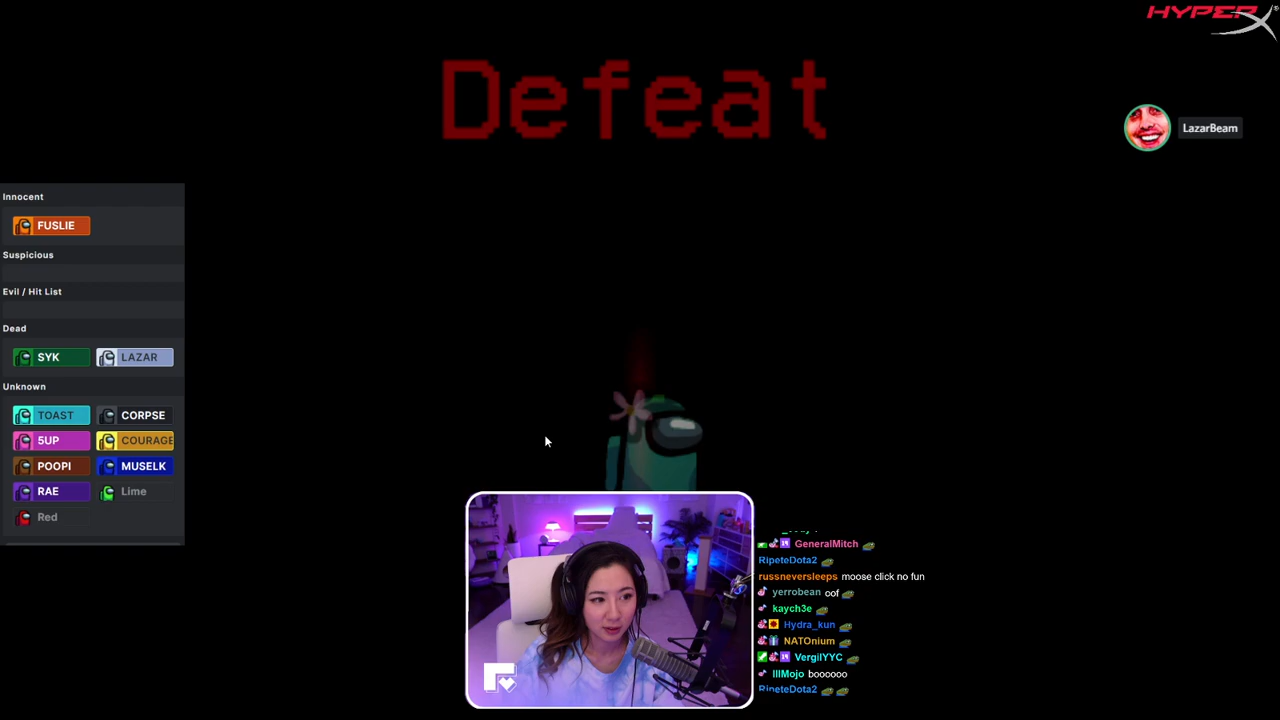 HYPERX
Defeat
LazarBeam
Innocent
FUSLIE
Suspicious
Evil / Hit List
Dead
SYK LAZAR
Unknown
TOAST CORPSE
5UP COURAGE
POOPI MUSELK
RAE Lime
Red
GeneralMitch
RipeteDota2
russneversleeps moose click no fun
yerrobean oof
kaych3e
Hydra_kun
NATOnium
VergilYYC
IllMojo boooooo
RipeteDota2